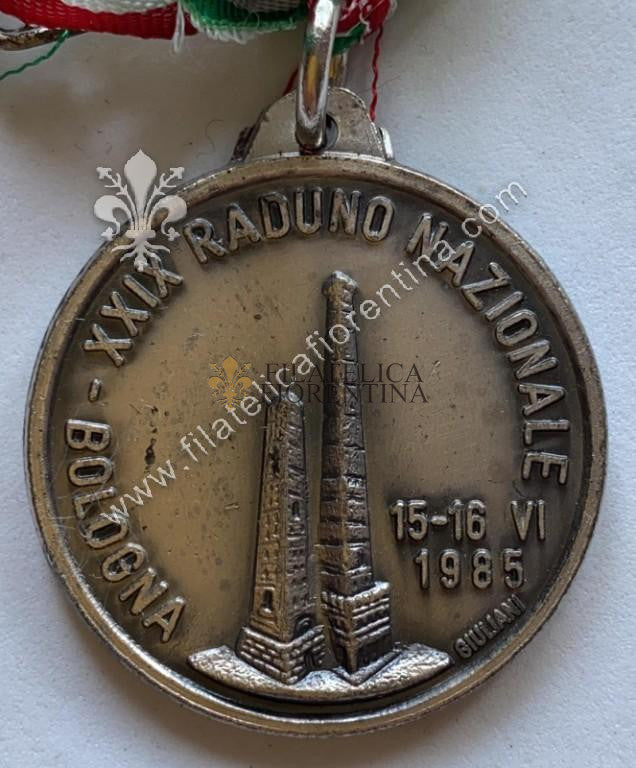 BOLOGNA - XXIX RADUNO NAZIONALE
15-16 VI
1985
GIULIANI
www.filatelicafiorentina.com
FILATELICA
FIORENTINA